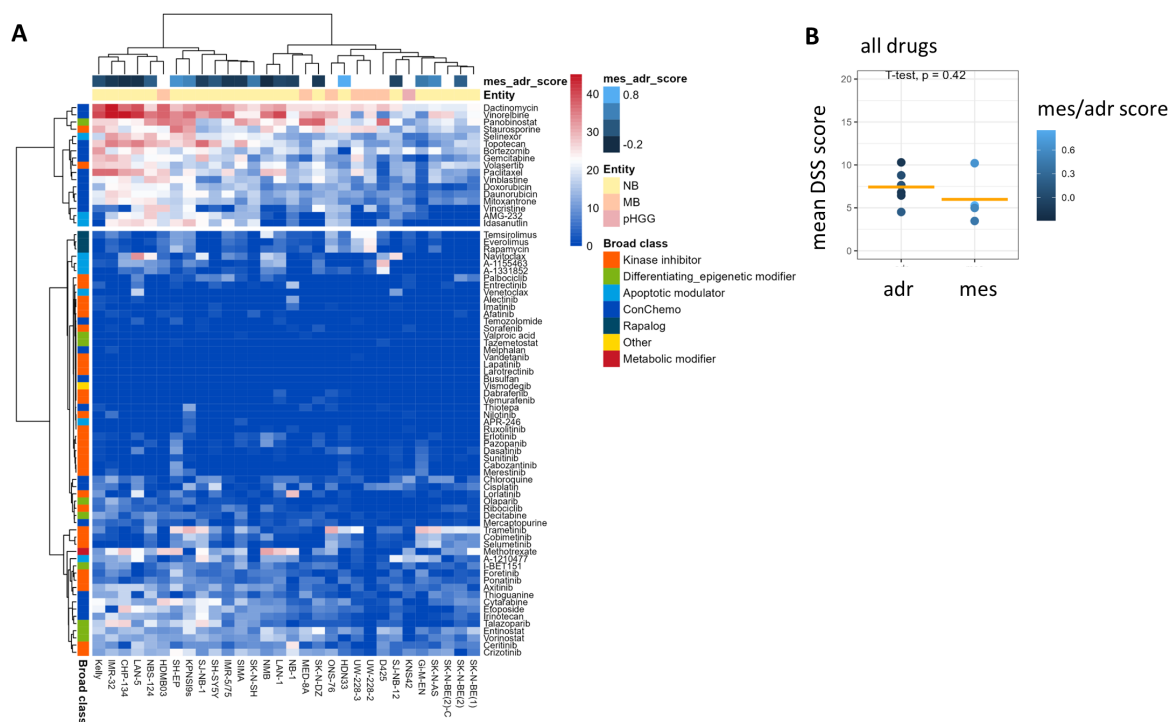 A
mes_adr_score
Entity
Dactinomycin
Vinorelbine
Panobinostat
Staurosporine
Selinexor
Topotecan
Bortezomib
Gemcitabine
Volasertib
Paclitaxel
Vinblastine
Doxorubicin
Daunorubicin
Mitoxantrone
Vincristine
AMG-232
Idasanutlin
Temsirolimus
Everolimus
Rapamycin
Navitoclax
A-1155463
A-1331852
Palbociclib
Entrectinib
Venetoclax
Alectinib
Imatinib
Afatinib
Temozolomide
Sorafenib
Valproic acid
Tazemetostat
Melphalan
Vandetanib
Lapatinib
Larotrectinib
Busulfan
Vismodegib
Dabrafenib
Vemurafenib
Thiotepa
Nilotinib
APR-246
Ruxolitinib
Erlotinib
Pazopanib
Dasatinib
Sunitinib
Cabozantinib
Merestinib
Chloroquine
Cisplatin
Lorlatinib
Olaparib
Ribociclib
Decitabine
Mercaptopurine
Trametinib
Cobimetinib
Selumetinib
Methotrexate
A-1210477
I-BET151
Foretinib
Ponatinib
Axitinib
Thioguanine
Cytarabine
Etoposide
Irinotecan
Talazoparib
Entinostat
Vorinostat
Ceritinib
Crizotinib
Broad class
Kelly
IMR-32
CHP-134
LAN-5
NBS-124
HDMB03
SH-EP
KPNSI9s
SJ-NB-1
SH-SY5Y
IMR-5/75
SIMA
SK-N-SH
NMB
LAN-1
NB-1
MED-8A
SK-N-DZ
ONS-76
HDN33
UW-228-3
UW-228-2
D425
SJ-NB-12
KNS42
GI-M-EN
SK-N-AS
SK-N-BE(2)-C
SK-N-BE(2)
SK-N-BE(1)
40
30
20
10
0
mes_adr_score
0.8
-0.2
Entity
NB
MB
pHGG
Broad class
Kinase inhibitor
Differentiating_epigenetic modifier
Apoptotic modulator
ConChemo
Rapalog
Other
Metabolic modifier
B
all drugs
T-test, p = 0.42
mean DSS score
20
15
10
5
0
adr
mes
mes/adr score
0.6
0.3
0.0